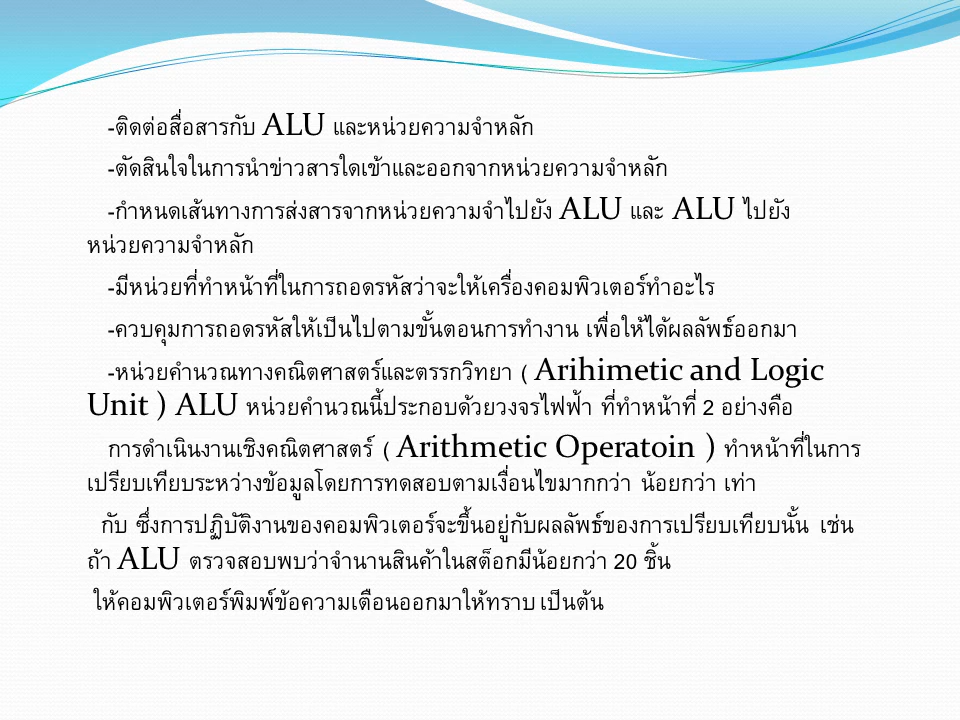 -ติดต่อสื่อสารกับ ALU และหน่วยความจำหลัก
-ตัดสินใจในการนำข่าวสารใดเข้าและออกจากหน่วยความจำหลัก
-กำหนดเส้นทางการส่งสารจากหน่วยความจำไปยัง ALU และ ALU ไปยัง
หน่วยความจำหลัก
-มีหน่วยที่ทำหน้าที่ในการถอดรหัสว่าจะให้เครื่องคอมพิวเตอร์ทำอะไร
-ควบคุมการถอดรหัสให้เป็นไปตามขั้นตอนการทำงาน เพื่อให้ได้ผลลัพธ์ออกมา
-หน่วยคำนวณทางคณิตศาสตร์และตรรกวิทยา ( Arihimetic and Logic
Unit ) ALU หน่วยคำนวณนี้ประกอบด้วยวงจรไฟฟ้า ที่ทำหน้าที่ 2 อย่างคือ
การดำเนินงานเชิงคณิตศาสตร์ ( Arithmetic Operatoin ) ทำหน้าที่ในการ
เปรียบเทียบระหว่างข้อมูลโดยการทดสอบตามเงื่อนไขมากกว่า น้อยกว่า เท่า
กับ ซึ่งการปฏิบัติงานของคอมพิวเตอร์จะขึ้นอยู่กับผลลัพธ์ของการเปรียบเทียบนั้น เช่น
ถ้า ALU ตรวจสอบพบว่าจำนานสินค้าในสต็อกมีน้อยกว่า 20 ชิ้น
ให้คอมพิวเตอร์พิมพ์ข้อความเตือนออกมาให้ทราบ เป็นต้น